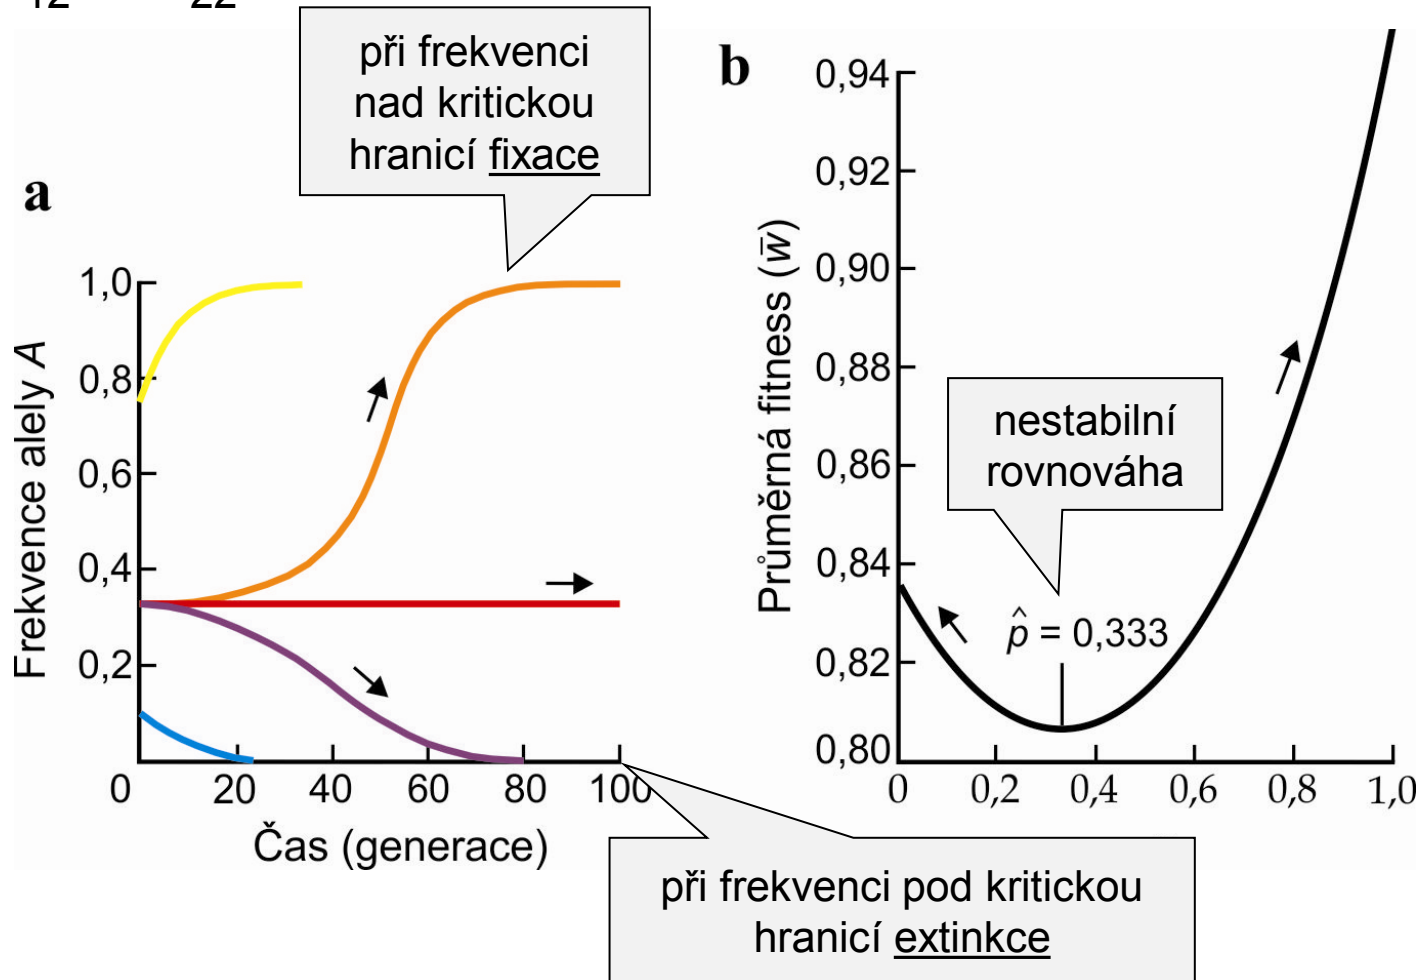 12 22
při frekvenci
nad kritickou
hranicí fixace
a
Frekvence alely A
1,0
0,8
0,6
0,4
0,2
0 20 40 60 80 100
Čas (generace)
b
Průměrná fitness (w̅)
0,94
0,92
0,90
0,88
0,86
0,84
0,82
0,80
nestabilní
rovnováha
p̂ = 0,333
0 0,2 0,4 0,6 0,8 1,0
při frekvenci pod kritickou
hranicí extinkce